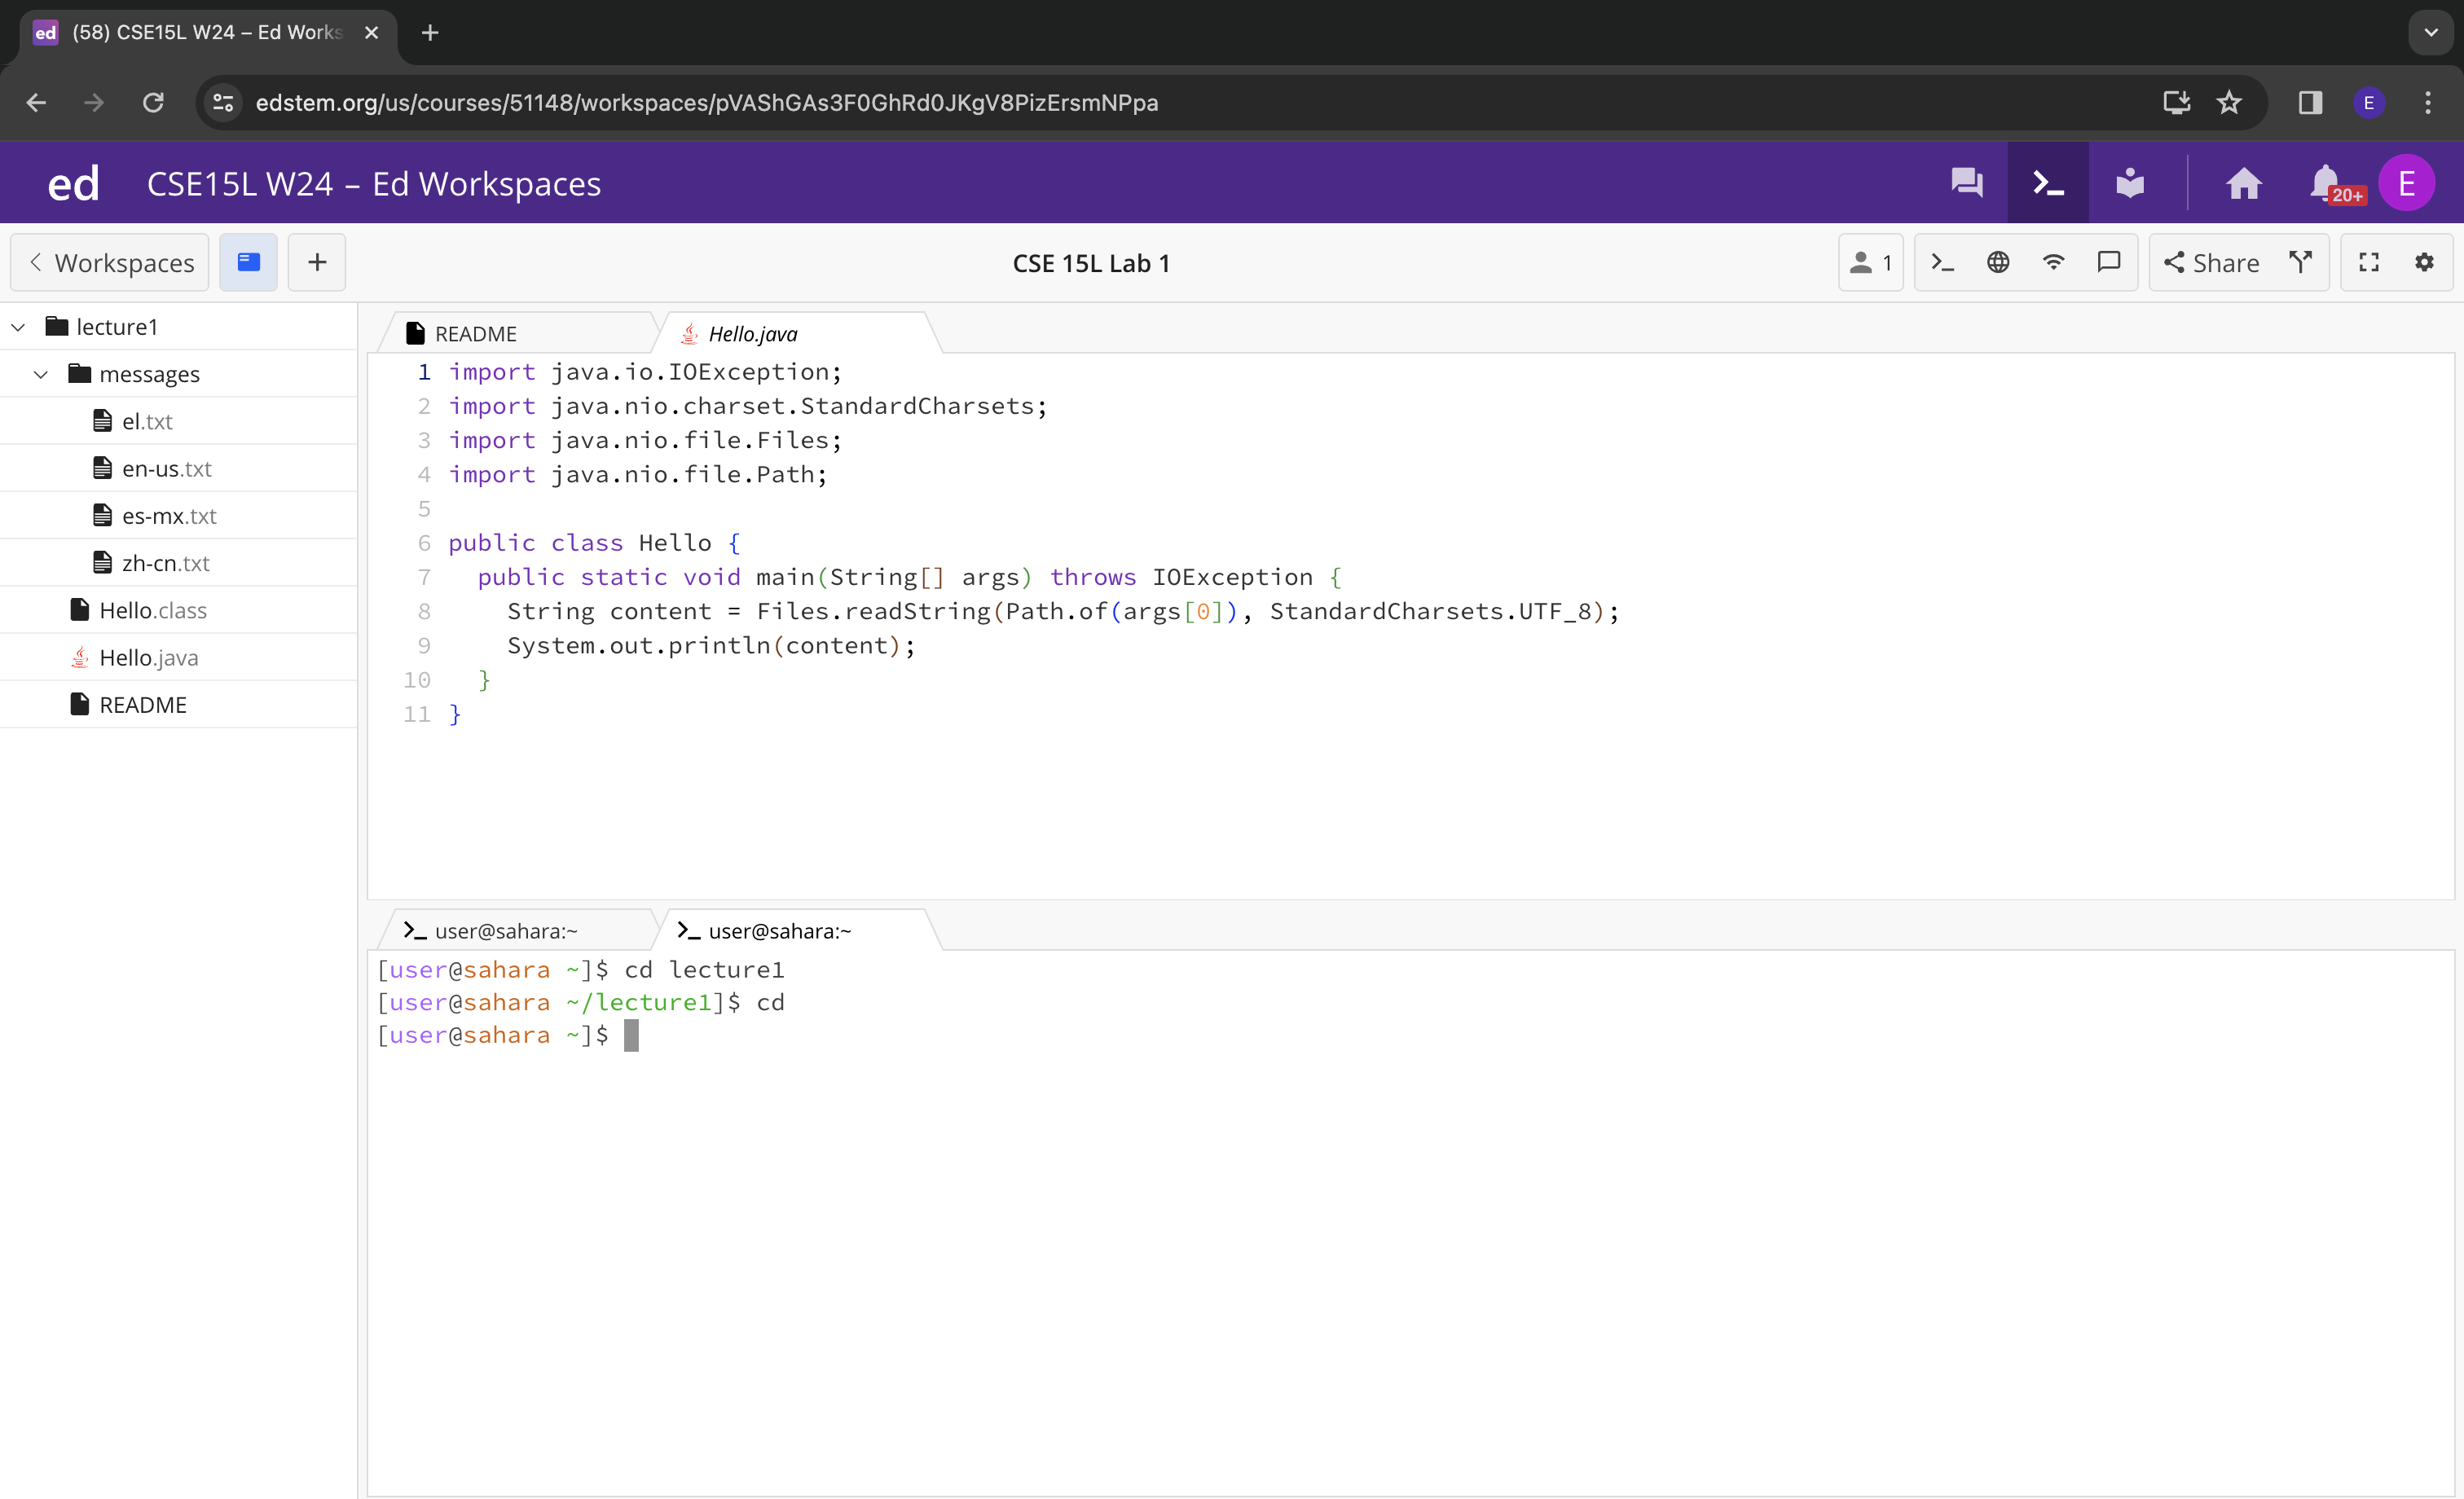 ed (58) CSE15L W24 – Ed Works
edstem.org/us/courses/51148/workspaces/pVAShGAs3F0GhRd0JKgV8PizErsmNPpa
E
ed CSE15L W24 – Ed Workspaces
20+
E
Workspaces
CSE 15L Lab 1
1
Share
lecture1
messages
el.txt
en-us.txt
es-mx.txt
zh-cn.txt
Hello.class
Hello.java
README
README
Hello.java
1 import java.io.IOException;
2 import java.nio.charset.StandardCharsets;
3 import java.nio.file.Files;
4 import java.nio.file.Path;
5
6 public class Hello {
7   public static void main(String[] args) throws IOException {
8     String content = Files.readString(Path.of(args[0]), StandardCharsets.UTF_8);
9     System.out.println(content);
10   }
11 }
user@sahara:~
user@sahara:~
[user@sahara ~]$ cd lecture1
[user@sahara ~/lecture1]$ cd
[user@sahara ~]$